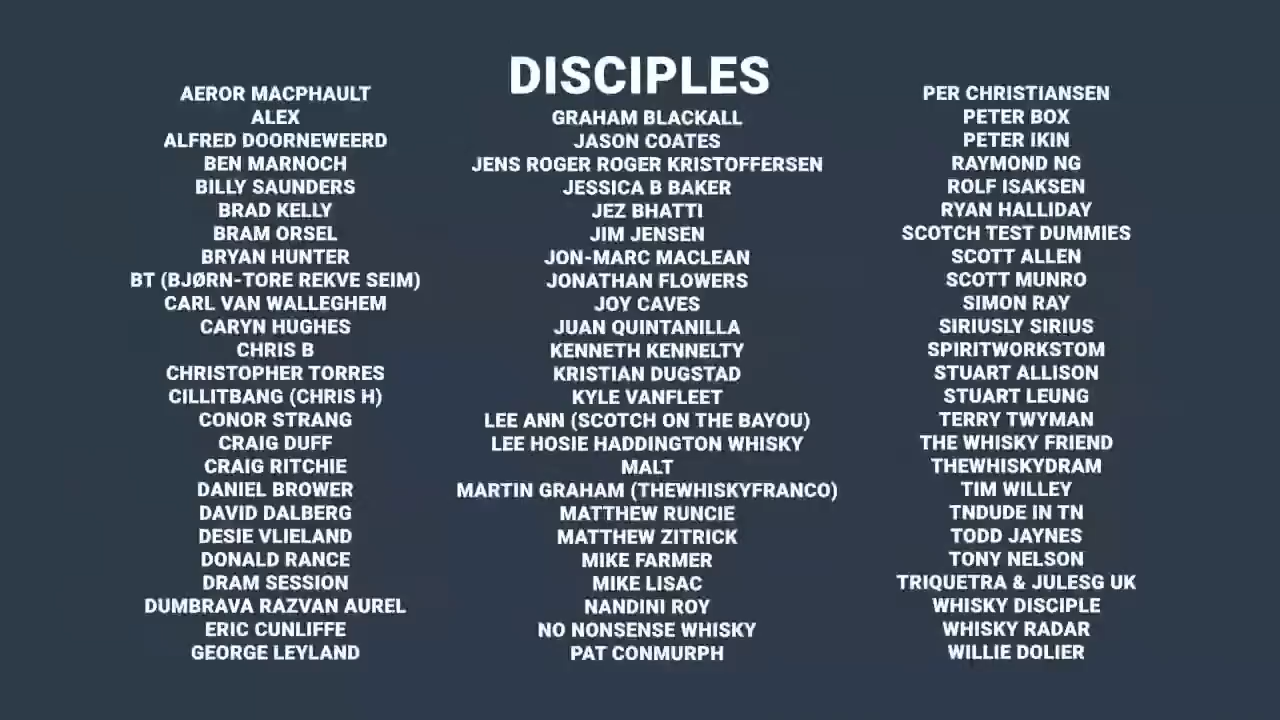 DISCIPLES
AEROR MACPHAULT
ALEX
ALFRED DOORNEWEERD
BEN MARNOCH
BILLY SAUNDERS
BRAD KELLY
BRAM ORSEL
BRYAN HUNTER
BT (BJØRN-TORE REKVE SEIM)
CARL VAN WALLEGHEM
CARYN HUGHES
CHRIS B
CHRISTOPHER TORRES
CILLITBANG (CHRIS H)
CONOR STRANG
CRAIG DUFF
CRAIG RITCHIE
DANIEL BROWER
DAVID DALBERG
DESIE VLIELAND
DONALD RANCE
DRAM SESSION
DUMBRAVA RAZVAN AUREL
ERIC CUNLIFFE
GEORGE LEYLAND
GRAHAM BLACKALL
JASON COATES
JENS ROGER ROGER KRISTOFFERSEN
JESSICA B BAKER
JEZ BHATTI
JIM JENSEN
JON-MARC MACLEAN
JONATHAN FLOWERS
JOY CAVES
JUAN QUINTANILLA
KENNETH KENNELTY
KRISTIAN DUGSTAD
KYLE VANFLEET
LEE ANN (SCOTCH ON THE BAYOU)
LEE HOSIE HADDINGTON WHISKY
MALT
MARTIN GRAHAM (THEWHISKYFRANCO)
MATTHEW RUNCIE
MATTHEW ZITRICK
MIKE FARMER
MIKE LISAC
NANDINI ROY
NO NONSENSE WHISKY
PAT CONMURPH
PER CHRISTIANSEN
PETER BOX
PETER IKIN
RAYMOND NG
ROLF ISAKSEN
RYAN HALLIDAY
SCOTCH TEST DUMMIES
SCOTT ALLEN
SCOTT MUNRO
SIMON RAY
SIRIUSLY SIRIUS
SPIRITWORKSTOM
STUART ALLISON
STUART LEUNG
TERRY TWYMAN
THE WHISKY FRIEND
THEWHISKYDRAM
TIM WILLEY
TNDUDE IN TN
TODD JAYNES
TONY NELSON
TRIQUETRA & JULESG UK
WHISKY DISCIPLE
WHISKY RADAR
WILLIE DOLIER